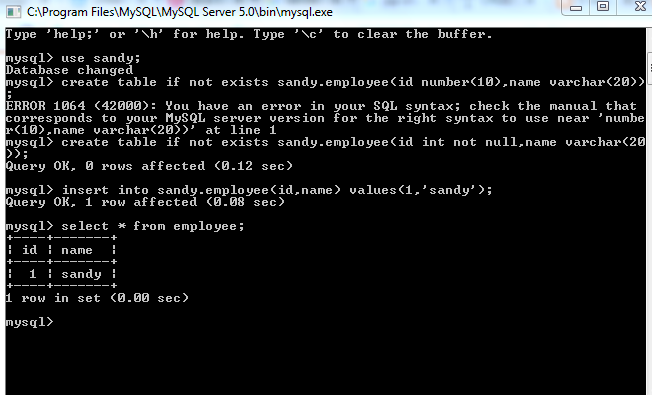 C:\Program Files\MySQL\MySQL Server 5.0\bin\mysql.exe
Type 'help;' or '\h' for help. Type '\c' to clear the buffer.
mysql> use sandy;
Database changed
mysql> create table if not exists sandy.employee(id number(10),name varchar(20))
;
ERROR 1064 (42000): You have an error in your SQL syntax; check the manual that
corresponds to your MySQL server version for the right syntax to use near 'numbe
r(10),name varchar(20))' at line 1
mysql> create table if not exists sandy.employee(id int not null,name varchar(20
));
Query OK, 0 rows affected (0.12 sec)
mysql> insert into sandy.employee(id,name) values(1,'sandy');
Query OK, 1 row affected (0.08 sec)
mysql> select * from employee;
+----+-------+
| id | name  |
+----+-------+
|  1 | sandy |
+----+-------+
1 row in set (0.00 sec)
mysql>